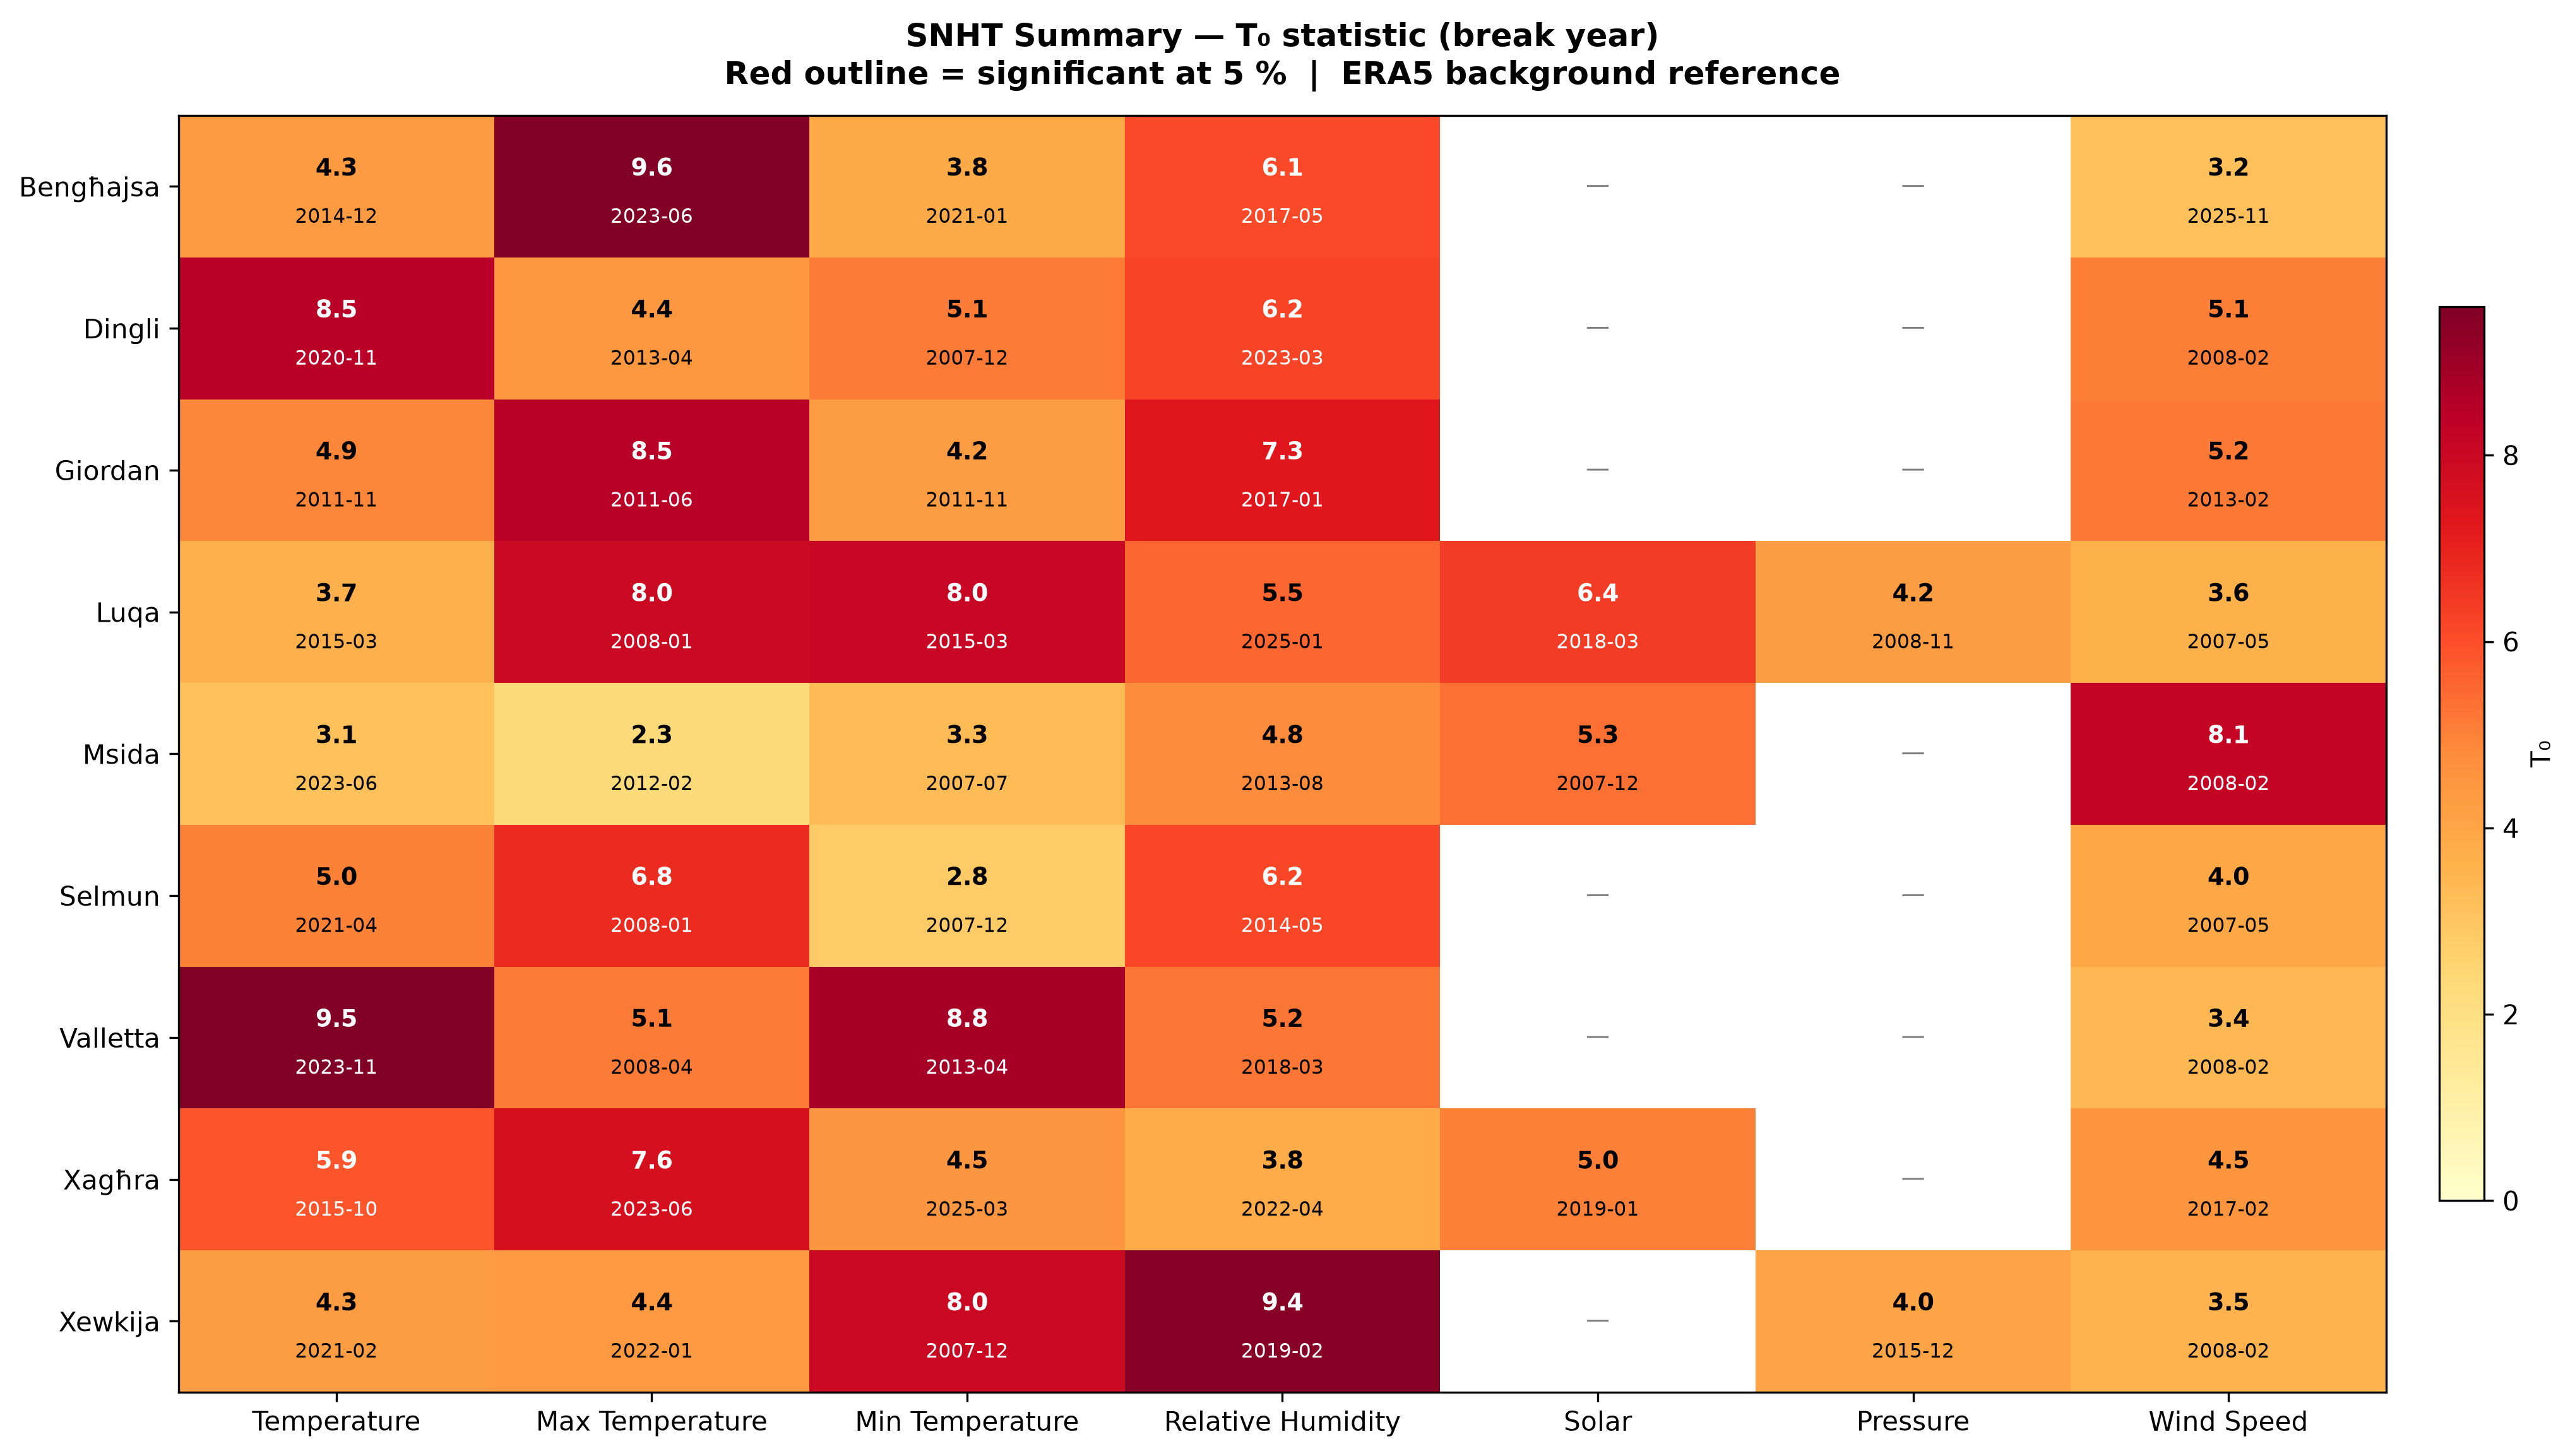 SNHT Summary — T₀ statistic (break year)
Red outline = significant at 5 % | ERA5 background reference
Bengħajsa 4.3 9.6 3.8 6.1 — — 3.2
2014-12 2023-06 2021-01 2017-05 2025-11
Dingli 8.5 4.4 5.1 6.2 — — 5.1
2020-11 2013-04 2007-12 2023-03 2008-02
Giordan 4.9 8.5 4.2 7.3 — — 5.2
2011-11 2011-06 2011-11 2017-01 2013-02
Luqa 3.7 8.0 8.0 5.5 6.4 4.2 3.6
2015-03 2008-01 2015-03 2025-01 2018-03 2008-11 2007-05
Msida 3.1 2.3 3.3 4.8 5.3 — 8.1
2023-06 2012-02 2007-07 2013-08 2007-12 2008-02
Selmun 5.0 6.8 2.8 6.2 — — 4.0
2021-04 2008-01 2007-12 2014-05 2007-05
Valletta 9.5 5.1 8.8 5.2 — — 3.4
2023-11 2008-04 2013-04 2018-03 2008-02
Xagħra 5.9 7.6 4.5 3.8 5.0 — 4.5
2015-10 2023-06 2025-03 2022-04 2019-01 2017-02
Xewkija 4.3 4.4 8.0 9.4 — 4.0 3.5
2021-02 2022-01 2007-12 2019-02 2015-12 2008-02
Temperature Max Temperature Min Temperature Relative Humidity Solar Pressure Wind Speed
8
6
4
2
0
T₀